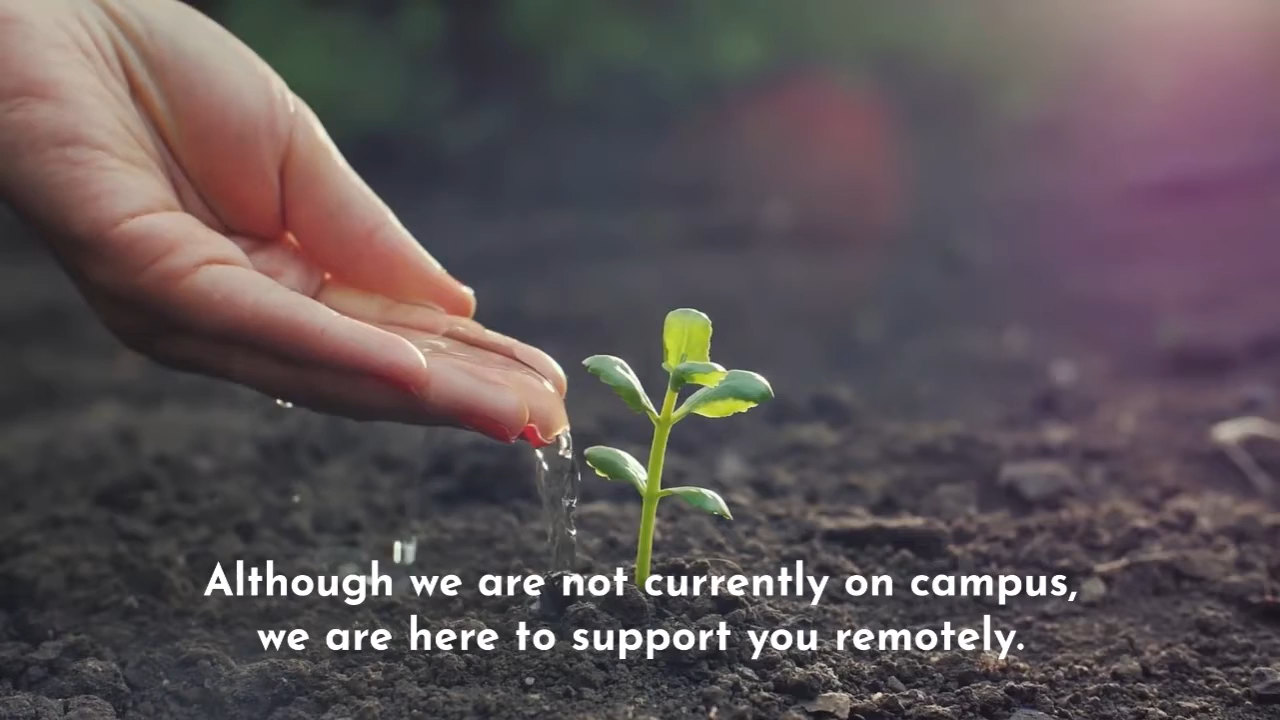 Although we are not currently on campus,
we are here to support you remotely.